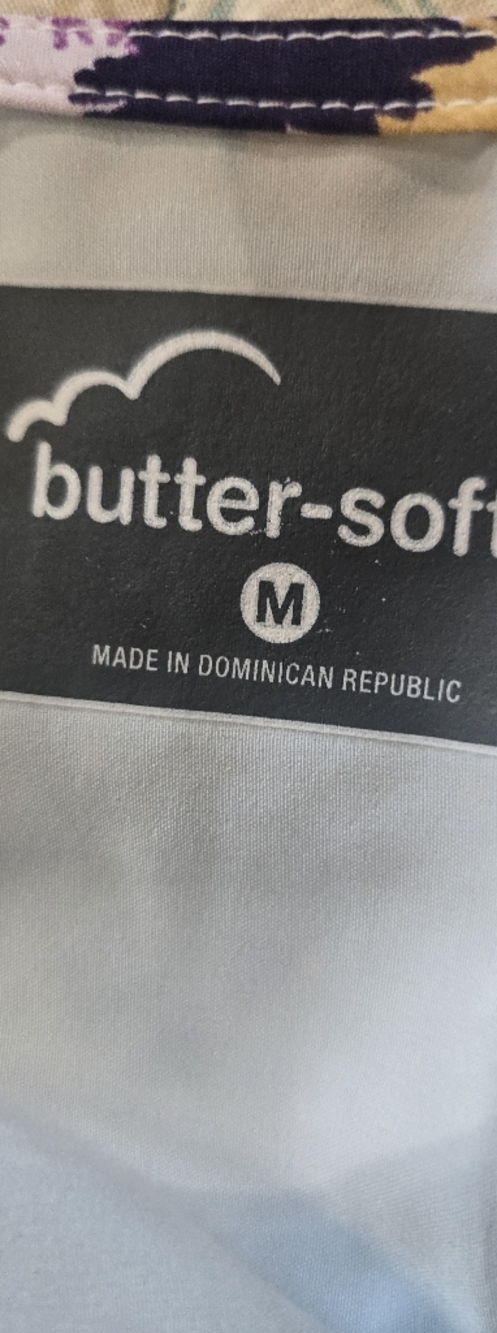 butter-soft
M
MADE IN DOMINICAN REPUBLIC